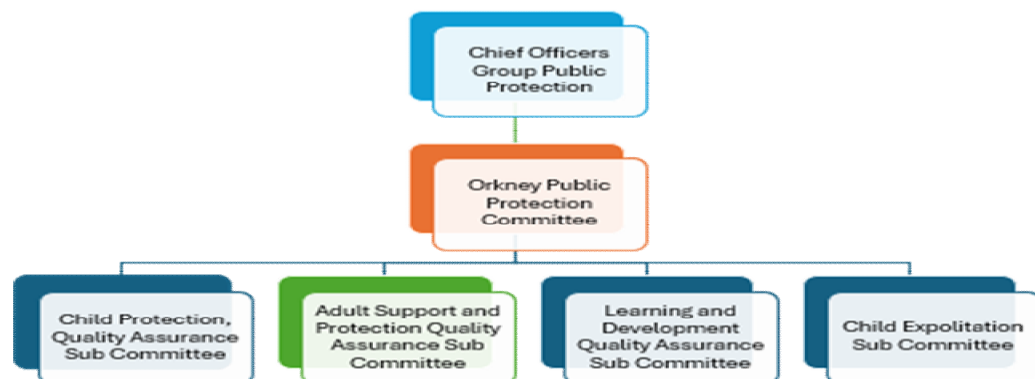 Chief Officers
Group Public
Protection
Orkney Public
Protection
Committee
Child Protection,
Quality Assurance
Sub Committee
Adult Support and
Protection Quality
Assurance Sub
Committee
Learning and
Development
Quality Assurance
Sub Committee
Child Expolitation
Sub Committee